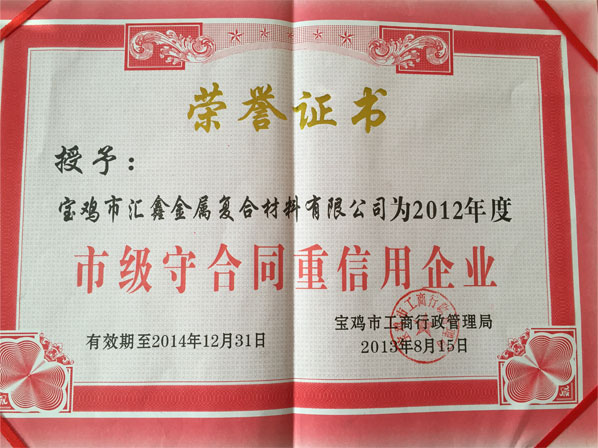 荣誉证书
授予：
宝鸡市汇鑫金属复合材料有限公司为2012年度
市级守合同重信用企业
宝鸡市工商行政管理局
有效期至2014年12月31日
2013年8月15日